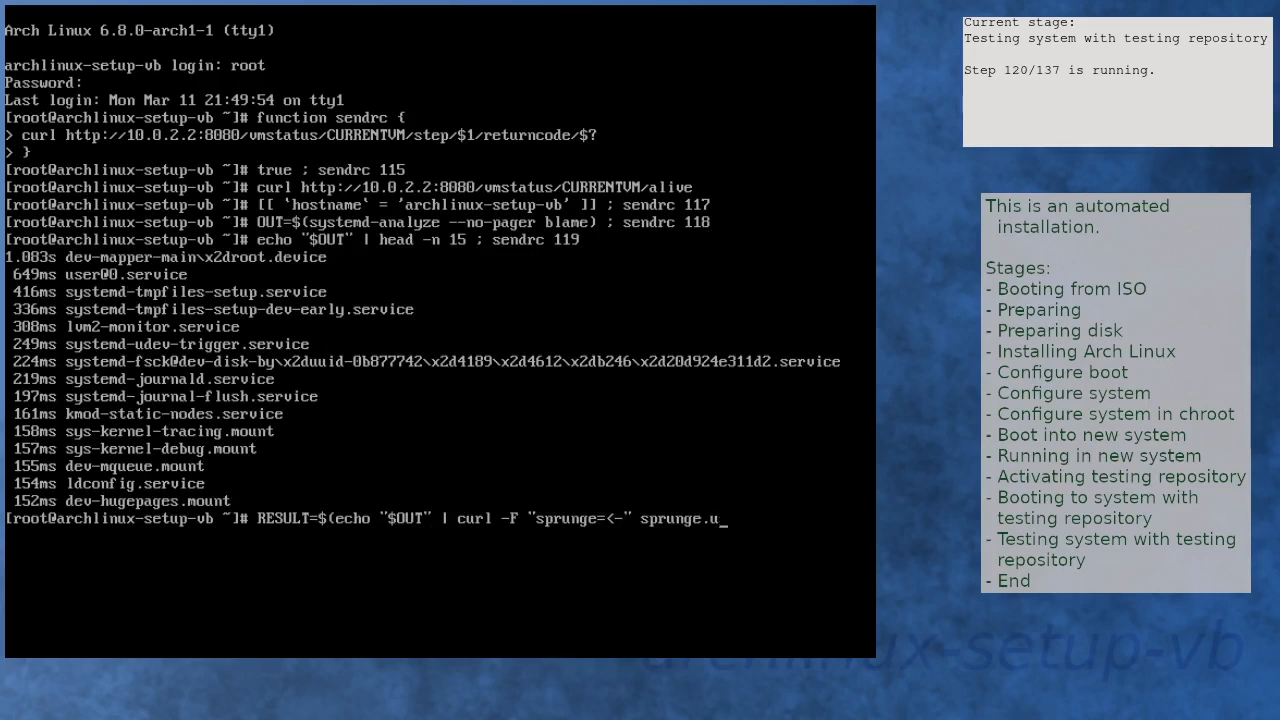 Arch Linux 6.8.0-arch1-1 (tty1)
archlinux-setup-vb login: root
Password:
Last login: Mon Mar 11 21:49:54 on tty1
[root@archlinux-setup-vb ~]# function sendrc {
> curl http://10.0.2.2:8080/vmstatus/CURRENTVM/step/$1/returncode/$?
> }
[root@archlinux-setup-vb ~]# true ; sendrc 115
[root@archlinux-setup-vb ~]# curl http://10.0.2.2:8080/vmstatus/CURRENTVM/alive
[root@archlinux-setup-vb ~]# [[ `hostname` = 'archlinux-setup-vb' ]] ; sendrc 117
[root@archlinux-setup-vb ~]# OUT=$(systemd-analyze --no-pager blame) ; sendrc 118
[root@archlinux-setup-vb ~]# echo "$OUT" | head -n 15 ; sendrc 119
1.083s dev-mapper-main\x2droot.device
649ms user@0.service
416ms systemd-tmpfiles-setup.service
336ms systemd-tmpfiles-setup-dev-early.service
308ms lvm2-monitor.service
249ms systemd-udev-trigger.service
224ms systemd-fsck@dev-disk-by\x2duuid-0b877742\x2d4189\x2d4612\x2db246\x2d20d924e311d2.service
219ms systemd-journald.service
197ms systemd-journal-flush.service
161ms kmod-static-nodes.service
158ms sys-kernel-tracing.mount
157ms sys-kernel-debug.mount
155ms dev-mqueue.mount
154ms ldconfig.service
152ms dev-hugepages.mount
[root@archlinux-setup-vb ~]# RESULT=$(echo "$OUT" | curl -F "sprunge=<-" sprunge.u_
Current stage:
Testing system with testing repository
Step 120/137 is running.
This is an automated
installation.
Stages:
- Booting from ISO
- Preparing
- Preparing disk
- Installing Arch Linux
- Configure boot
- Configure system
- Configure system in chroot
- Boot into new system
- Running in new system
- Activating testing repository
- Booting to system with
testing repository
- Testing system with testing
repository
- End
archlinux-setup-vb